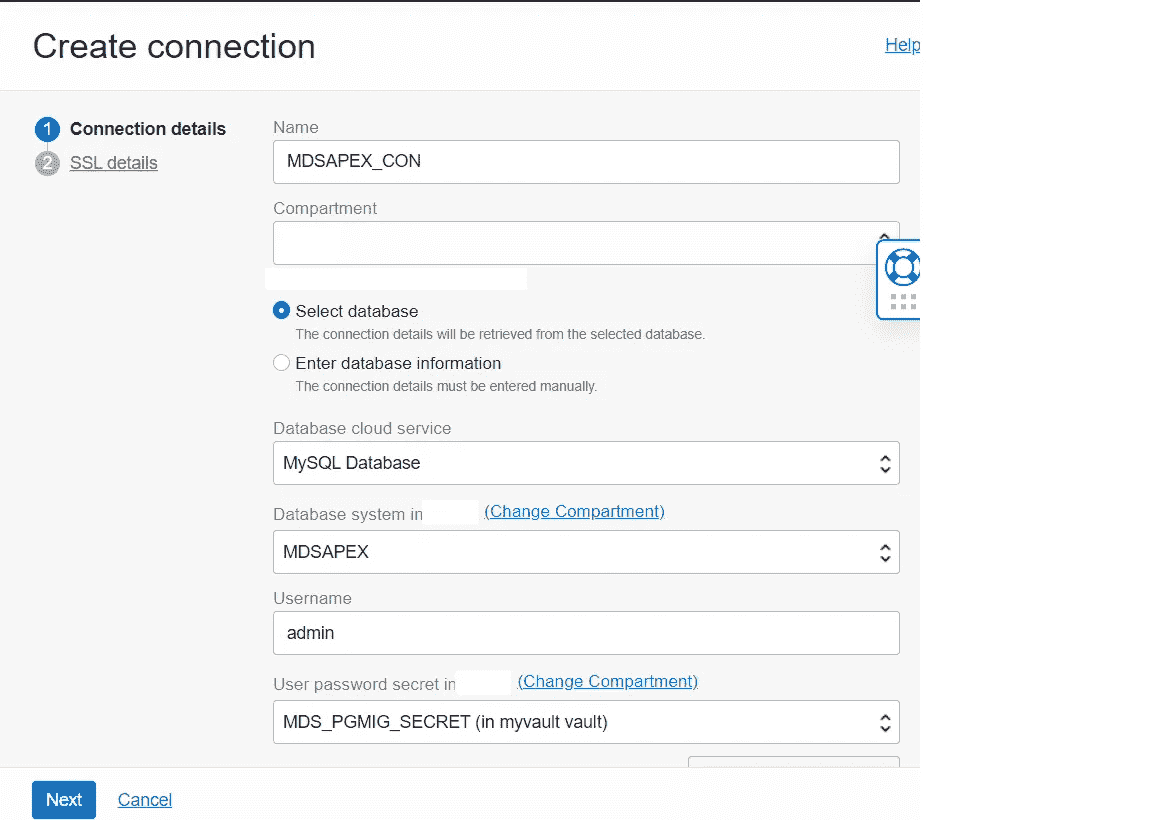 Create connection
Help
1 Connection details
2 SSL details
Name
MDSAPEX_CON
Compartment
Select database
The connection details will be retrieved from the selected database.
Enter database information
The connection details must be entered manually.
Database cloud service
MySQL Database
Database system in (Change Compartment)
MDSAPEX
Username
admin
User password secret in (Change Compartment)
MDS_PGMIG_SECRET (in myvault vault)
Next Cancel